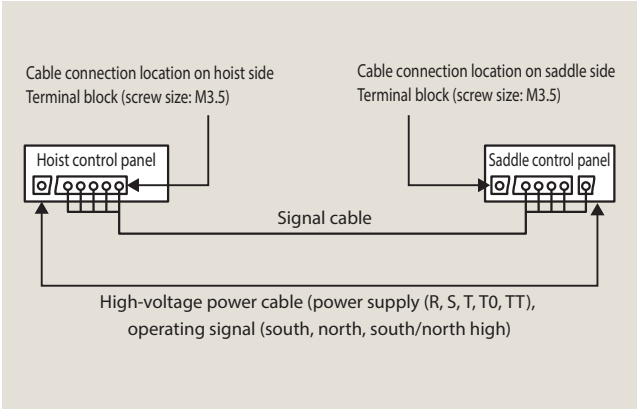 Cable connection location on hoist side
Terminal block (screw size: M3.5)
Cable connection location on saddle side
Terminal block (screw size: M3.5)
Hoist control panel
Saddle control panel
Signal cable
High-voltage power cable (power supply (R, S, T, T0, TT),
operating signal (south, north, south/north high)